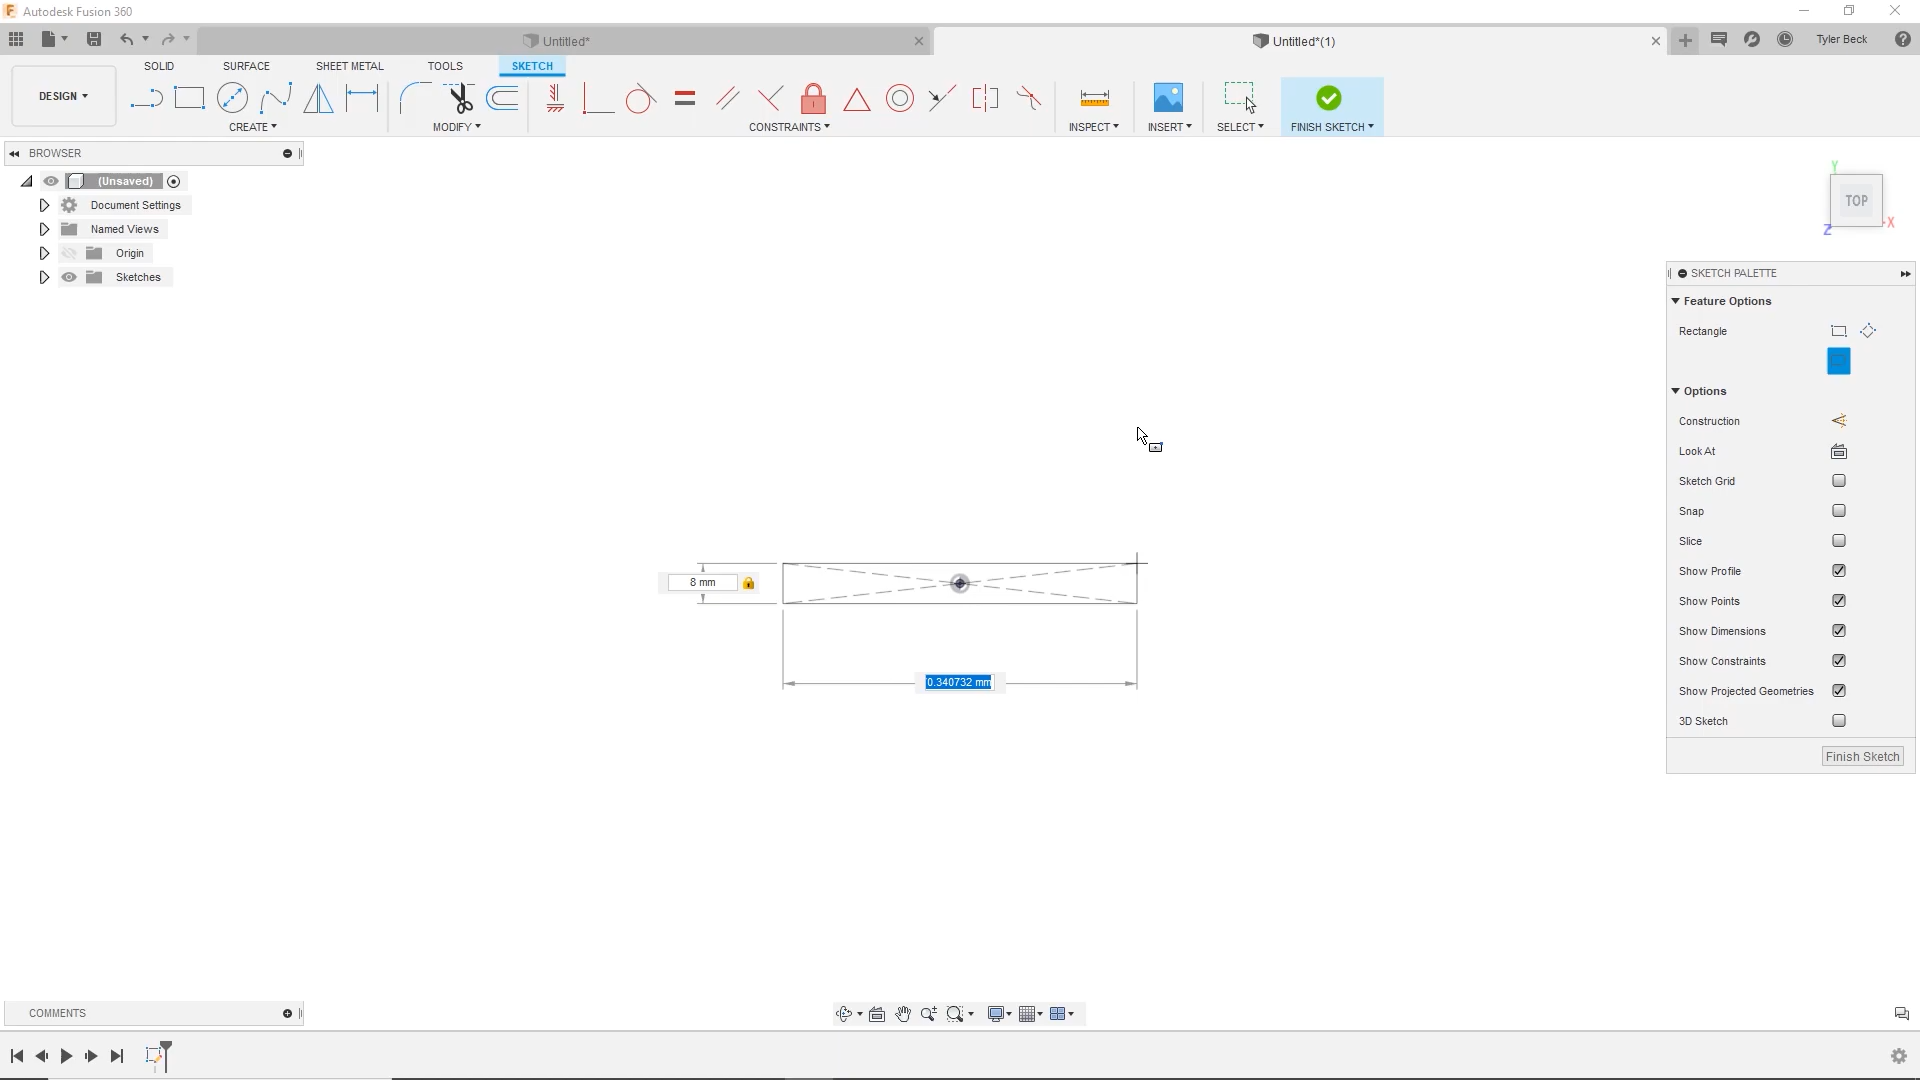 Autodesk Fusion 360
Untitled*
Untitled*(1)
Tyler Beck
DESIGN
SOLID
SURFACE
SHEET METAL
TOOLS
SKETCH
CREATE
MODIFY
CONSTRAINTS
INSPECT
INSERT
SELECT
FINISH SKETCH
BROWSER
(Unsaved)
Document Settings
Named Views
Origin
Sketches
Y
TOP
X
Z
SKETCH PALETTE
Feature Options
Rectangle
Options
Construction
Look At
Sketch Grid
Snap
Slice
Show Profile
Show Points
Show Dimensions
Show Constraints
Show Projected Geometries
3D Sketch
Finish Sketch
8 mm
0.340732 mm
COMMENTS